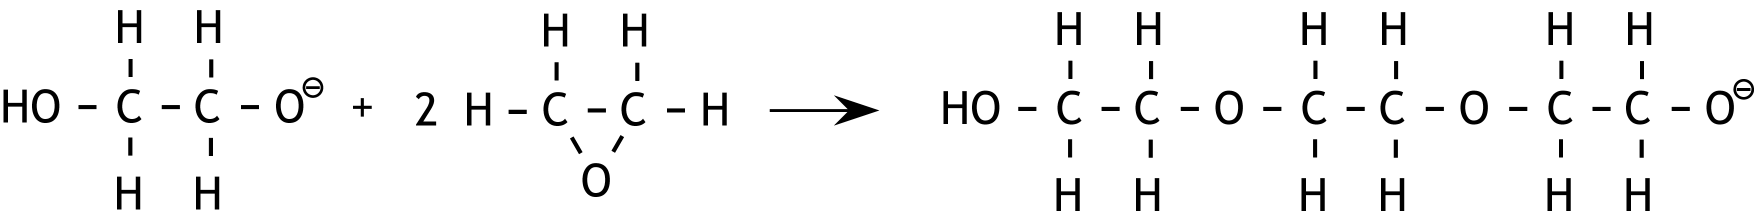 H H H H H H H H H H
HO - C - C - O⊖ + 2 H - C - C - H → HO - C - C - O - C - C - O - C - C - O⊖
O
H H H H H H H H